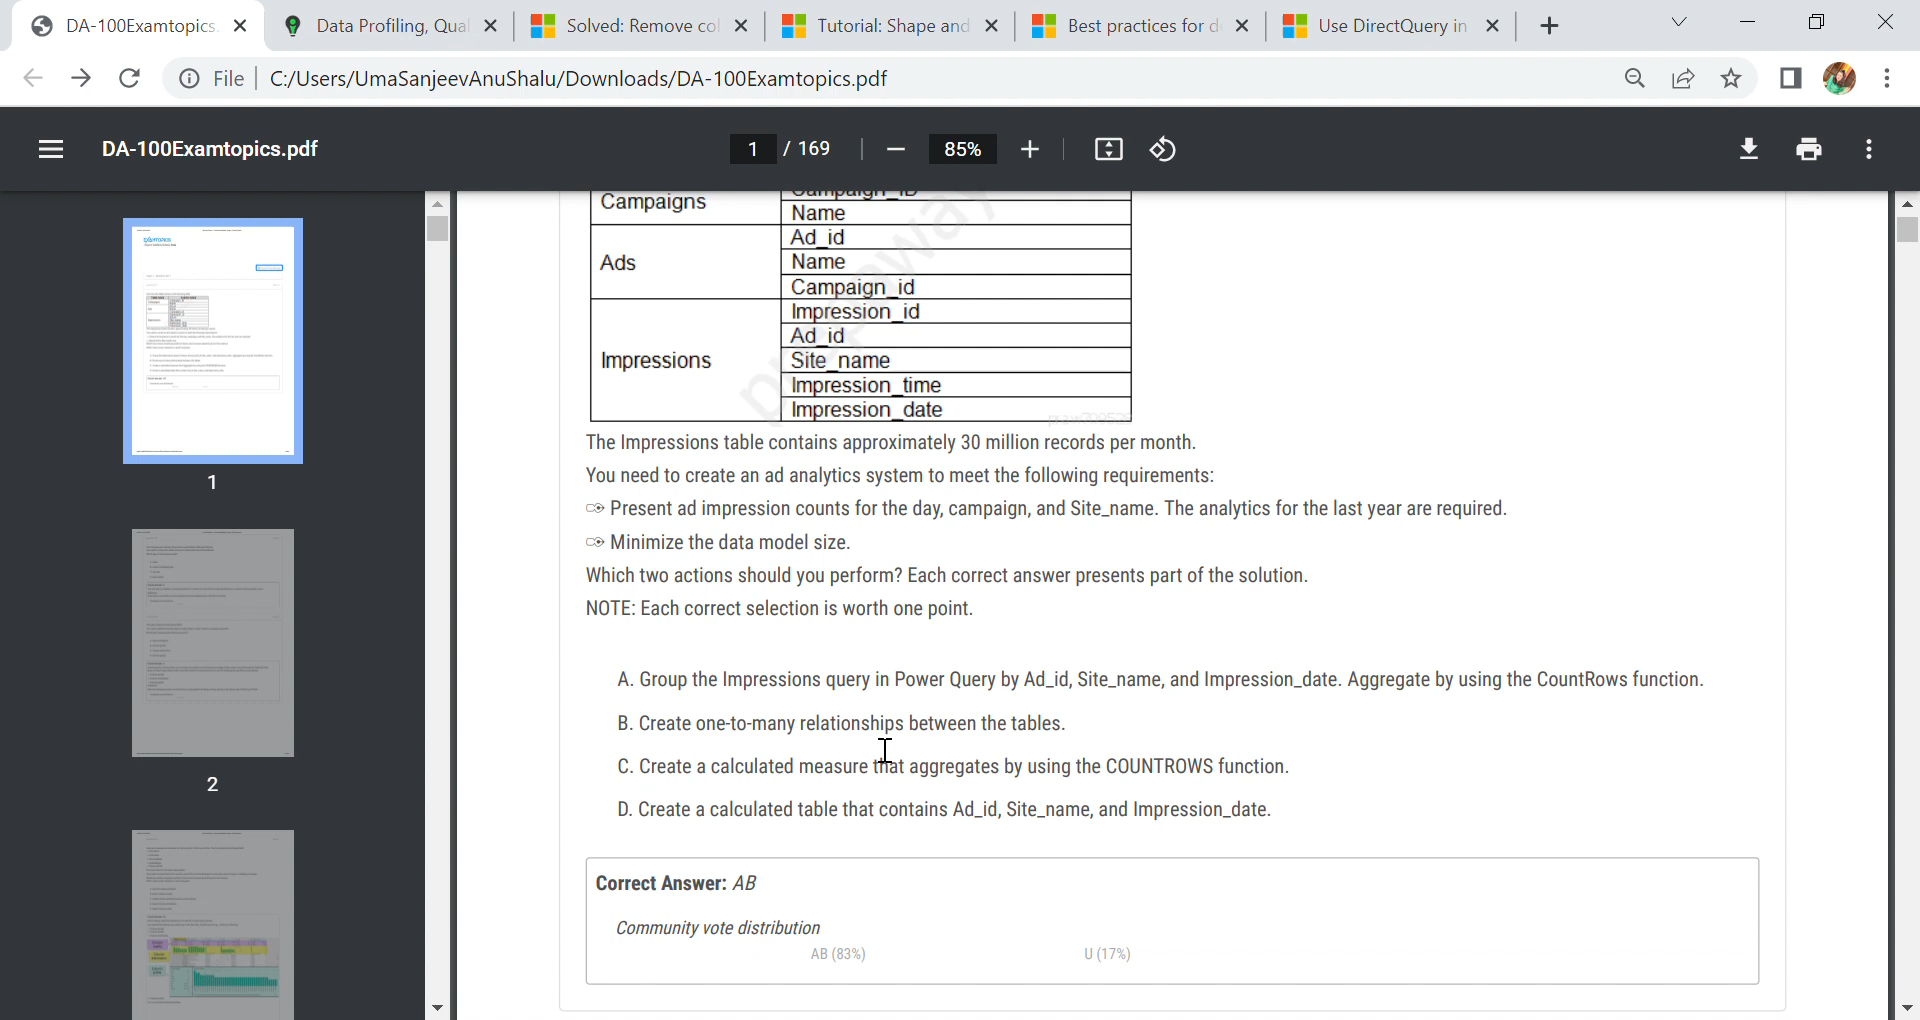 DA-100Examtopics.
Data Profiling, Qual
Solved: Remove co
Tutorial: Shape and
Best practices for d
Use DirectQuery in
File
C:/Users/UmaSanjeevAnuShalu/Downloads/DA-100Examtopics.pdf
DA-100Examtopics.pdf
1 / 169
85%
1
2
Campaigns
Campaign_ID
Name
Ads
Ad_id
Name
Campaign_id
Impressions
Impression_id
Ad_id
Site_name
Impression_time
Impression_date
The Impressions table contains approximately 30 million records per month.
You need to create an ad analytics system to meet the following requirements:
Present ad impression counts for the day, campaign, and Site_name. The analytics for the last year are required.
Minimize the data model size.
Which two actions should you perform? Each correct answer presents part of the solution.
NOTE: Each correct selection is worth one point.
A. Group the Impressions query in Power Query by Ad_id, Site_name, and Impression_date. Aggregate by using the CountRows function.
B. Create one-to-many relationships between the tables.
C. Create a calculated measure that aggregates by using the COUNTROWS function.
D. Create a calculated table that contains Ad_id, Site_name, and Impression_date.
Correct Answer: AB
Community vote distribution
AB (83%)
U (17%)